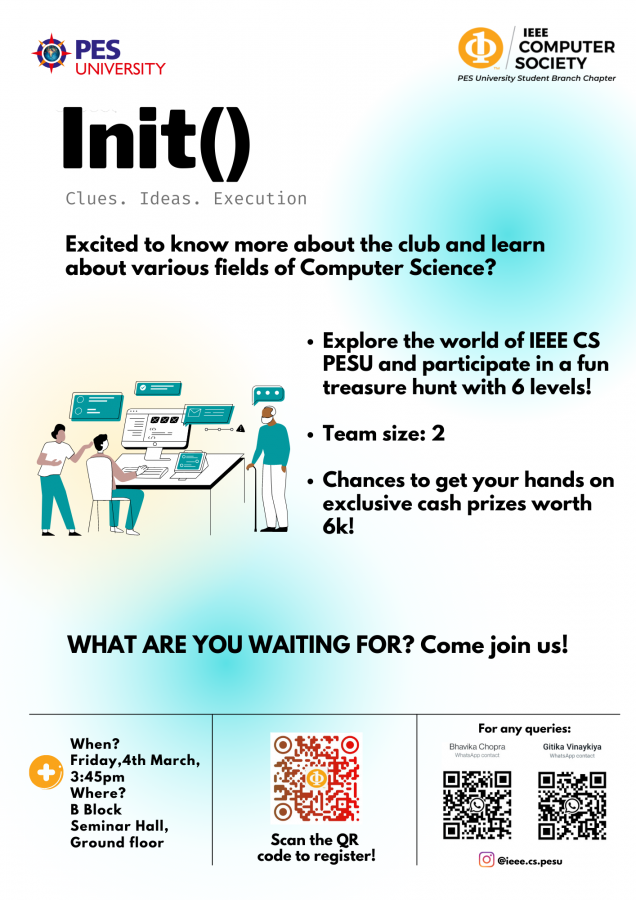 PES
UNIVERSITY
IEEE
COMPUTER
SOCIETY
PES University Student Branch Chapter
Init()
Clues. Ideas. Execution
Excited to know more about the club and learn
about various fields of Computer Science?
• Explore the world of IEEE CS
PESU and participate in a fun
treasure hunt with 6 levels!
• Team size: 2
• Chances to get your hands on
exclusive cash prizes worth
6k!
WHAT ARE YOU WAITING FOR? Come join us!
When?
Friday,4th March,
3:45pm
Where?
B Block
Seminar Hall,
Ground floor
Scan the QR
code to register!
For any queries:
Bhavika Chopra
WhatsApp contact
Gitika Vinaykiya
WhatsApp contact
@ieee.cs.pesu